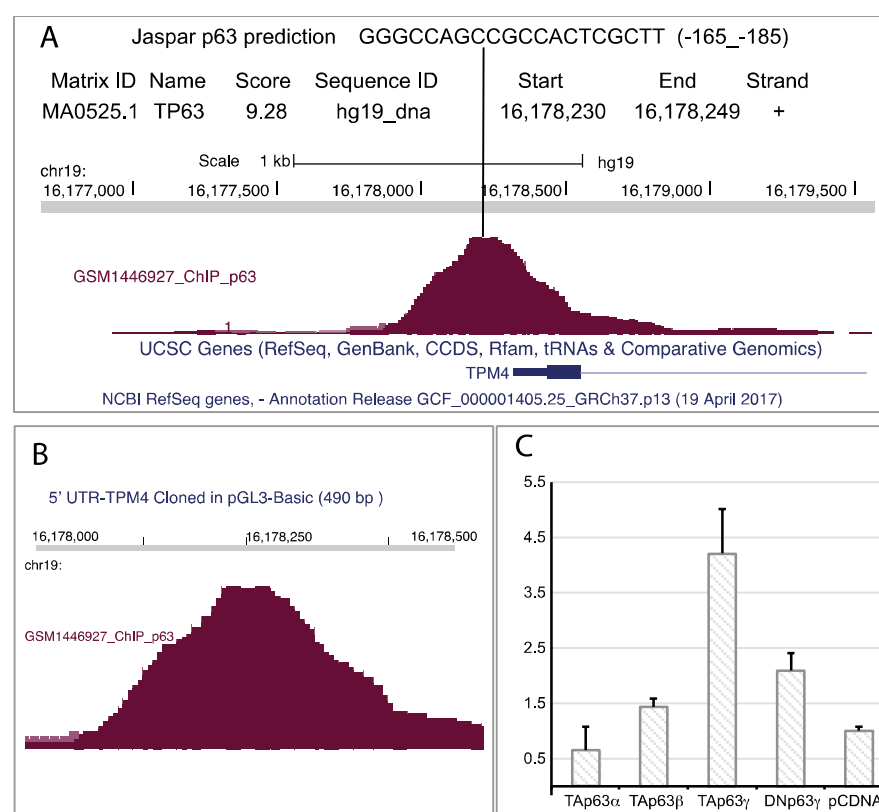 A
Jaspar p63 prediction GGGCCAGCCGCCACTCGCTT (-165_-185)
Matrix ID Name Score Sequence ID Start End Strand
MA0525.1 TP63 9.28 hg19_dna 16,178,230 16,178,249 +
Scale 1 kb hg19
chr19:
16,177,000 16,177,500 16,178,000 16,178,500 16,179,000 16,179,500
GSM1446927_ChIP_p63
1
UCSC Genes (RefSeq, GenBank, CCDS, Rfam, tRNAs & Comparative Genomics)
TPM4
NCBI RefSeq genes, - Annotation Release GCF_000001405.25_GRCh37.p13 (19 April 2017)
B
5' UTR-TPM4 Cloned in pGL3-Basic (490 bp )
16,178,000 16,178,250 16,178,500
chr19:
GSM1446927_ChIP_p63
C
5.5
4.5
3.5
2.5
1.5
0.5
TAp63α TAp63β TAp63γ DNp63γ pCDNA